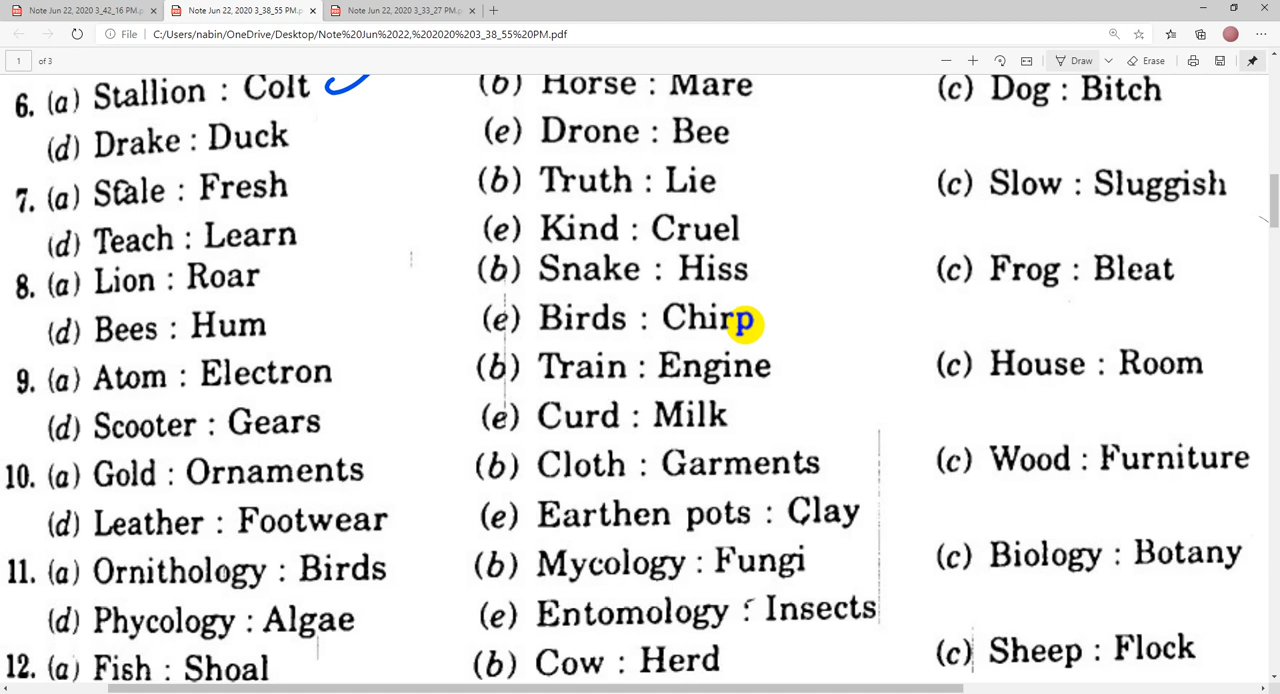 Note Jun 22, 2020 3_42_16 PM.p Note Jun 22, 2020 3_38_55 PM.p Note Jun 22, 2020 3_33_27 PM.p
File C:/Users/nabin/OneDrive/Desktop/Note%20Jun%2022,%202020%203_38_55%20PM.pdf
1 of 3 Draw Erase
6. (a) Stallion : Colt (b) Horse : Mare (c) Dog : Bitch
(d) Drake : Duck (e) Drone : Bee
7. (a) Stale : Fresh (b) Truth : Lie (c) Slow : Sluggish
(d) Teach : Learn (e) Kind : Cruel
8. (a) Lion : Roar (b) Snake : Hiss (c) Frog : Bleat
(d) Bees : Hum (e) Birds : Chirp
9. (a) Atom : Electron (b) Train : Engine (c) House : Room
(d) Scooter : Gears (e) Curd : Milk
10. (a) Gold : Ornaments (b) Cloth : Garments (c) Wood : Furniture
(d) Leather : Footwear (e) Earthen pots : Clay
11. (a) Ornithology : Birds (b) Mycology : Fungi (c) Biology : Botany
(d) Phycology : Algae (e) Entomology : Insects
12. (a) Fish : Shoal (b) Cow : Herd (c) Sheep : Flock